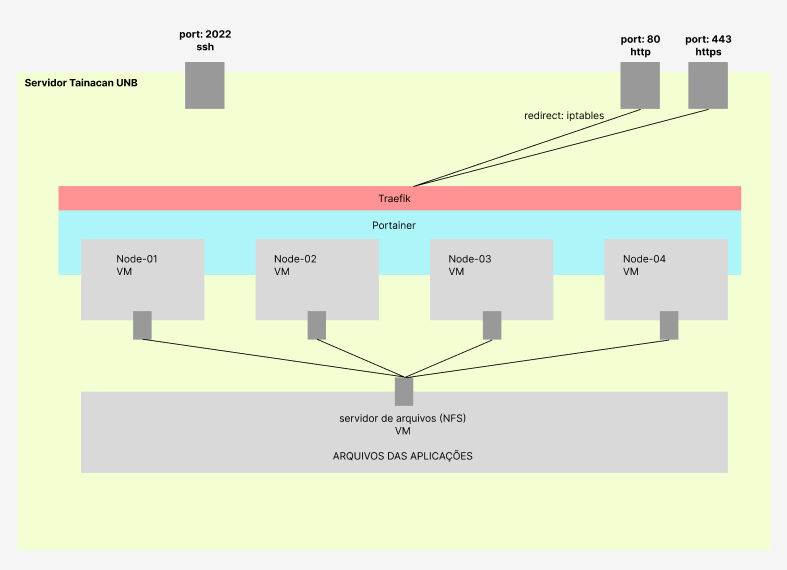 port: 2022
ssh
port: 80
http
port: 443
https
Servidor Tainacan UNB
redirect: iptables
Traefik
Portainer
Node-01
VM
Node-02
VM
Node-03
VM
Node-04
VM
servidor de arquivos (NFS)
VM
ARQUIVOS DAS APLICAÇÕES